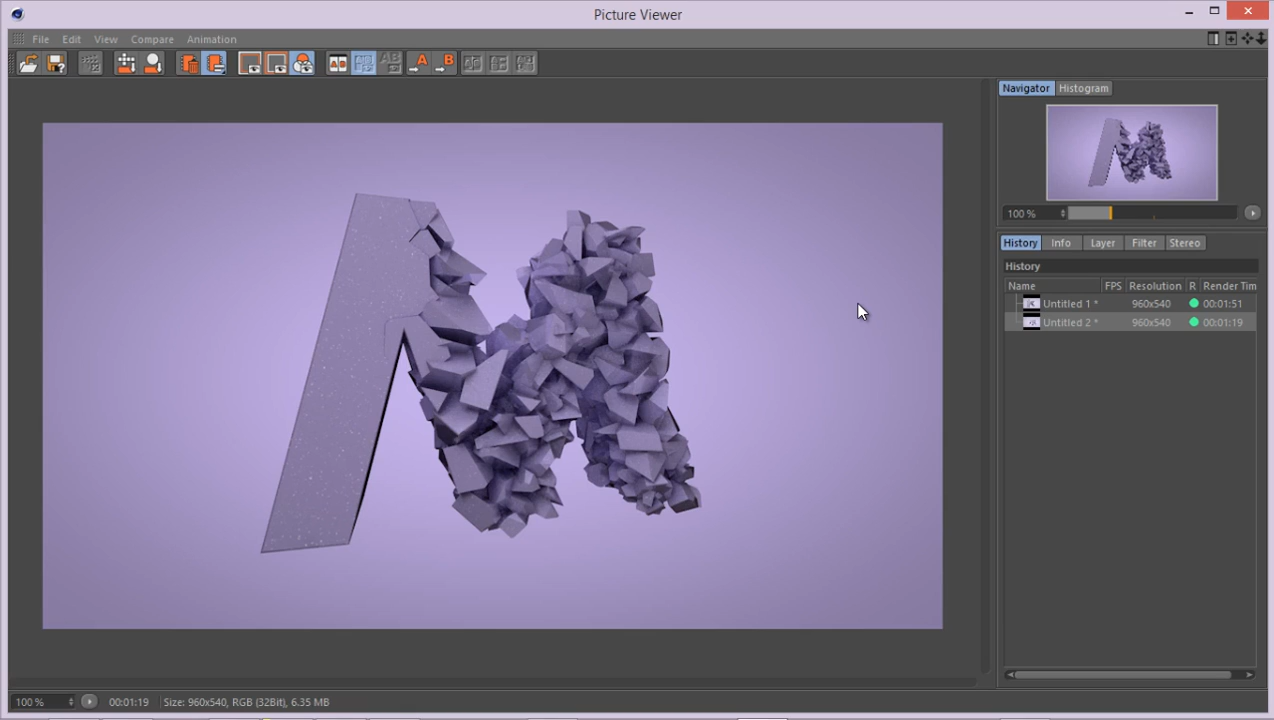 Picture Viewer
File Edit View Compare Animation
AB A B
Navigator Histogram
M
100 %
History Info Layer Filter Stereo
History
Name FPS Resolution R Render Tim
Untitled 1 * 960x540 00:01:51
Untitled 2 * 960x540 00:01:19
100 % 00:01:19 Size: 960x540, RGB (32Bit), 6.35 MB